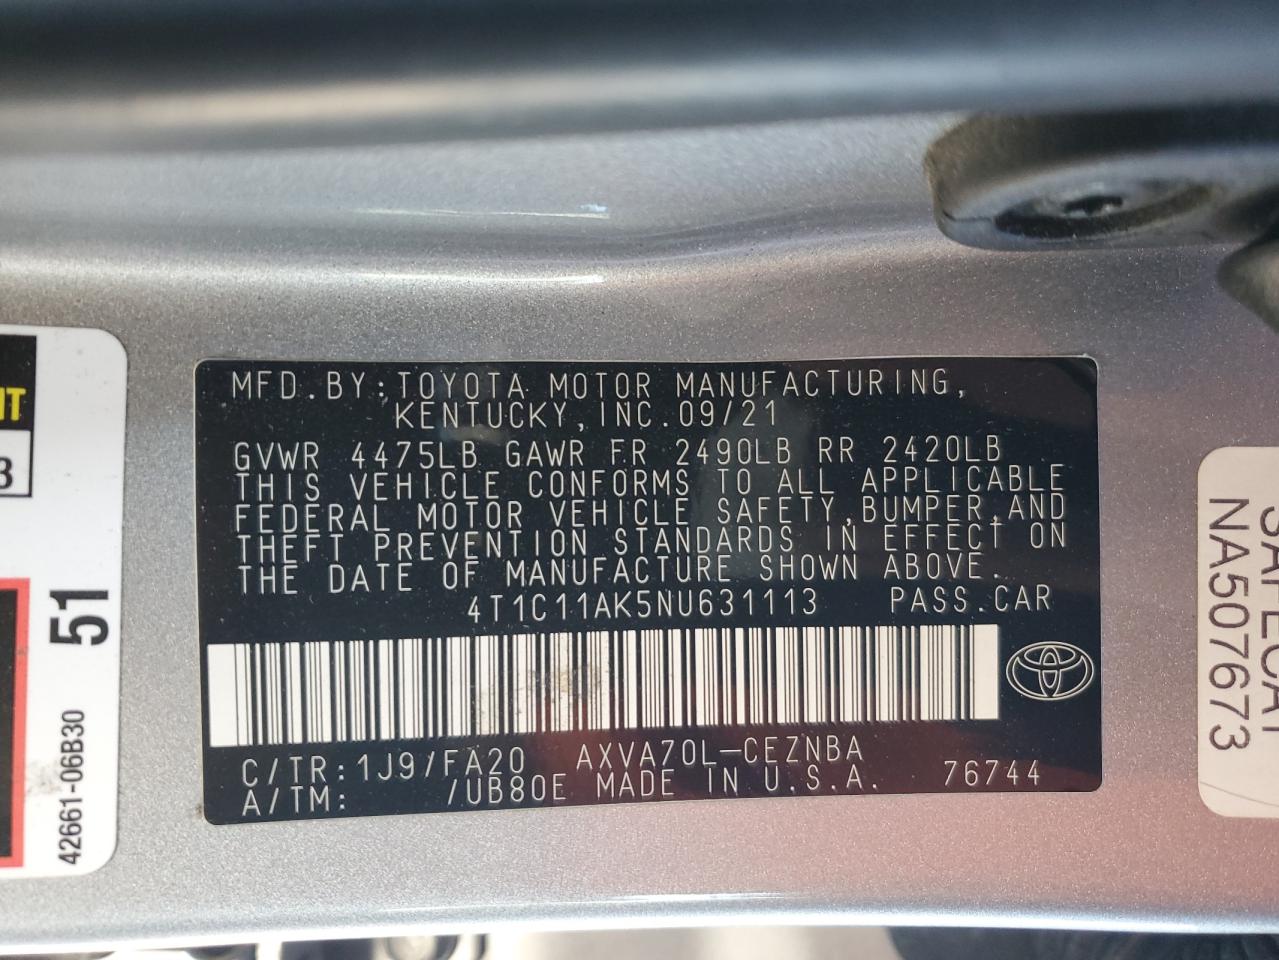 MFD.BY:TOYOTA MOTOR MANUFACTURING,
KENTUCKY,INC.09/21
GVWR 4475LB GAWR FR 2490LB RR 2420LB
THIS VEHICLE CONFORMS TO ALL APPLICABLE
FEDERAL MOTOR VEHICLE SAFETY,BUMPER,AND
THEFT PREVENTION STANDARDS IN EFFECT ON
THE DATE OF MANUFACTURE SHOWN ABOVE.
4T1C11AK5NU631113 PASS.CAR
C/TR:1J9/FA20 AXVA70L-CEZNBA
A/TM: /UB80E MADE IN U.S.A. 76744
51
42661-06B30
NA507673